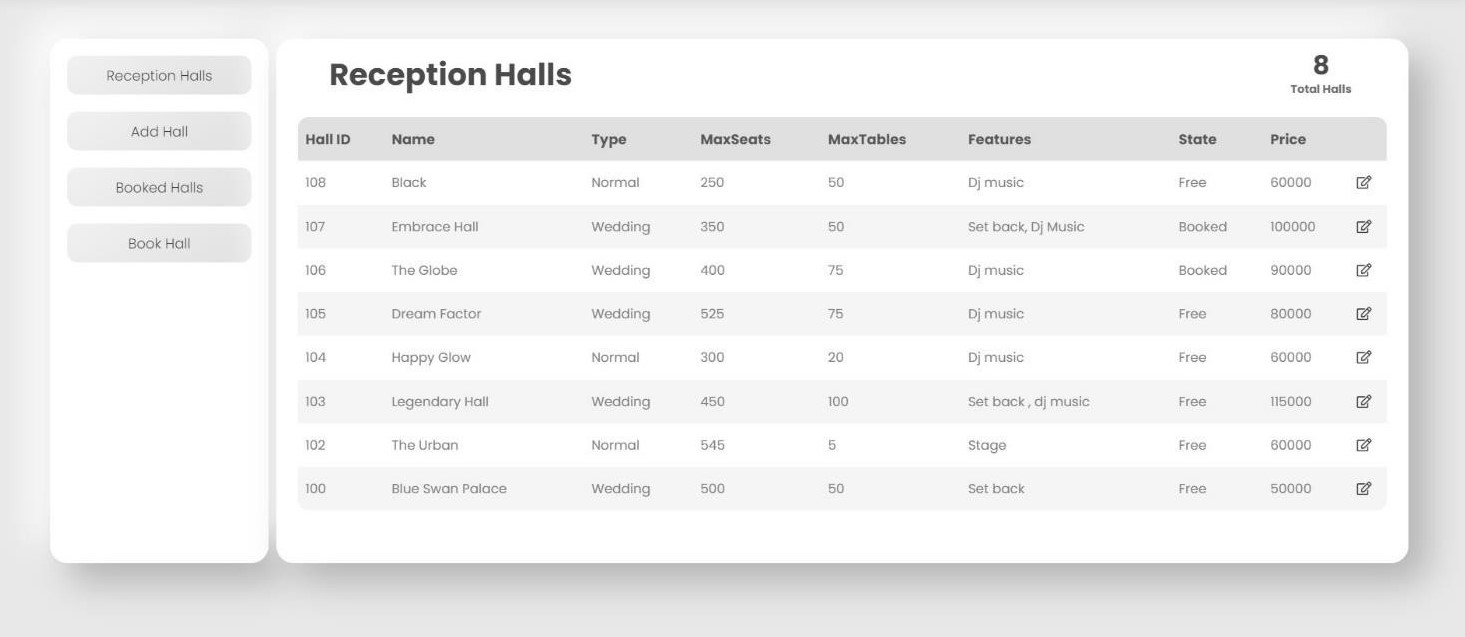 Reception Halls
Add Hall
Booked Halls
Book Hall
Reception Halls
8
Total Halls
Hall ID Name Type MaxSeats MaxTables Features State Price
108 Black Normal 250 50 Dj music Free 60000
107 Embrace Hall Wedding 350 50 Set back, Dj Music Booked 100000
106 The Globe Wedding 400 75 Dj music Booked 90000
105 Dream Factor Wedding 525 75 Dj music Free 80000
104 Happy Glow Normal 300 20 Dj music Free 60000
103 Legendary Hall Wedding 450 100 Set back , dj music Free 115000
102 The Urban Normal 545 5 Stage Free 60000
100 Blue Swan Palace Wedding 500 50 Set back Free 50000